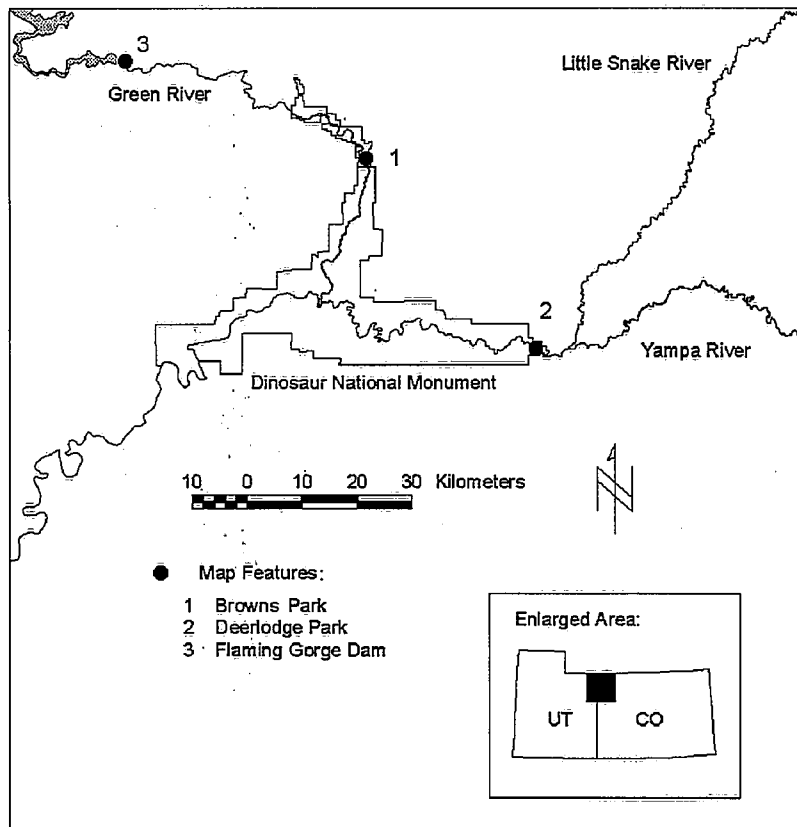 3
Little Snake River
Green River
1
2
Yampa River
Dinosaur National Monument
10 0 10 20 30 Kilometers
N
Map Features:
1 Browns Park
2 Deerlodge Park
3 Flaming Gorge Dam
Enlarged Area:
UT CO